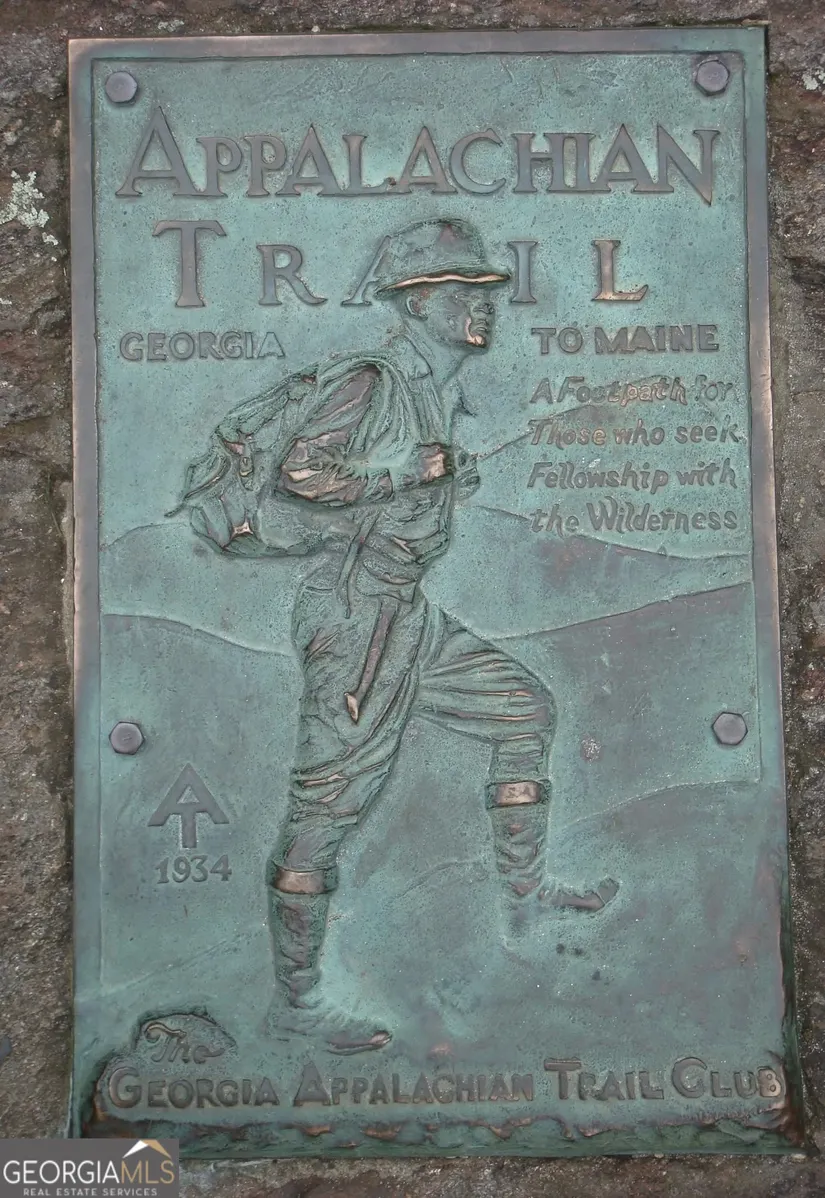 APPALACHIAN
TRAIL
GEORGIA TO MAINE
A Footpath for
Those who seek
Fellowship with
the Wilderness
AT
1934
The
GEORGIA APPALACHIAN TRAIL CLUB
GEORGIAMLS
REAL ESTATE SERVICES